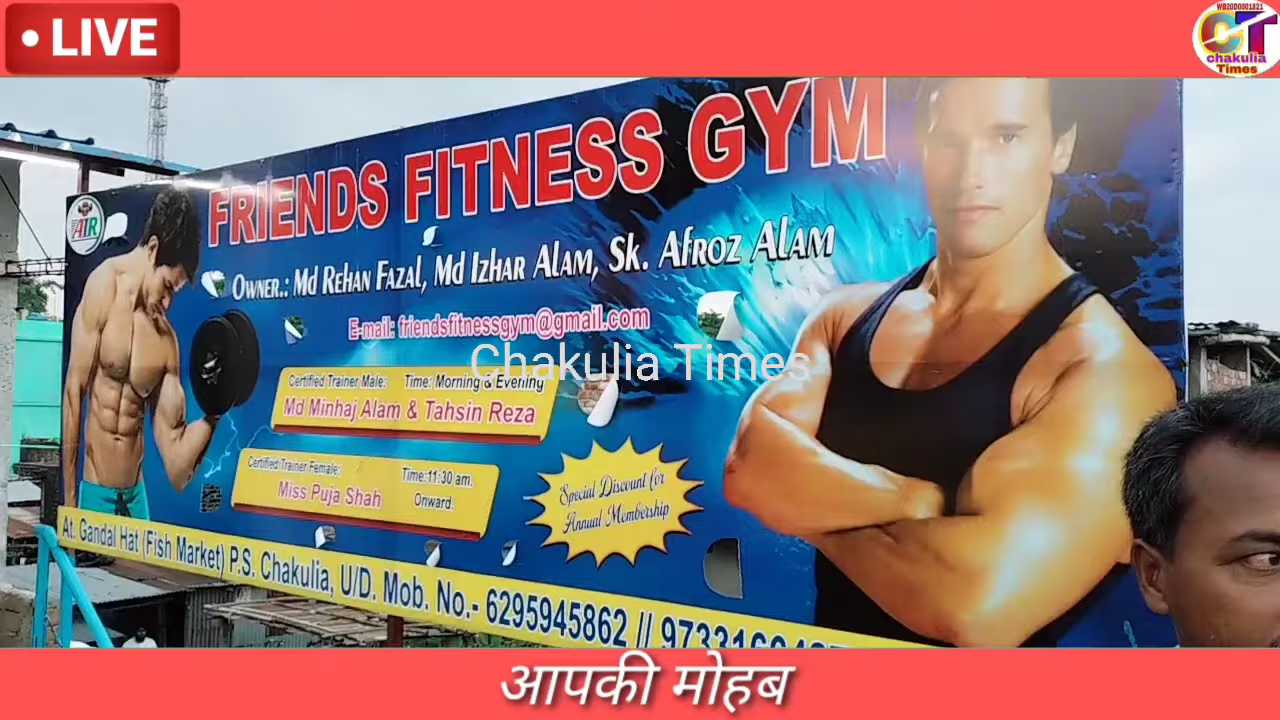 LIVE
WB20D0001821
CT
chakulia
Times
FRIENDS FITNESS GYM
AIR
OWNER.: MD REHAN FAZAL, MD IZHAR ALAM, SK. AFROZ ALAM
E-mail: friendsfitnessgym@gmail.com
Chakulia Times
Certified Trainer Male: Time: Morning & Evening
Md Minhaj Alam & Tahsin Reza
Certified Trainer Female: Time:11:30 am.
Miss Puja Shah Onward.
Special Discount for
Annual Membership
At. Gandal Hat (Fish Market) P.S. Chakulia, U/D. Mob. No.- 6295945862 //
आपकी मोहब